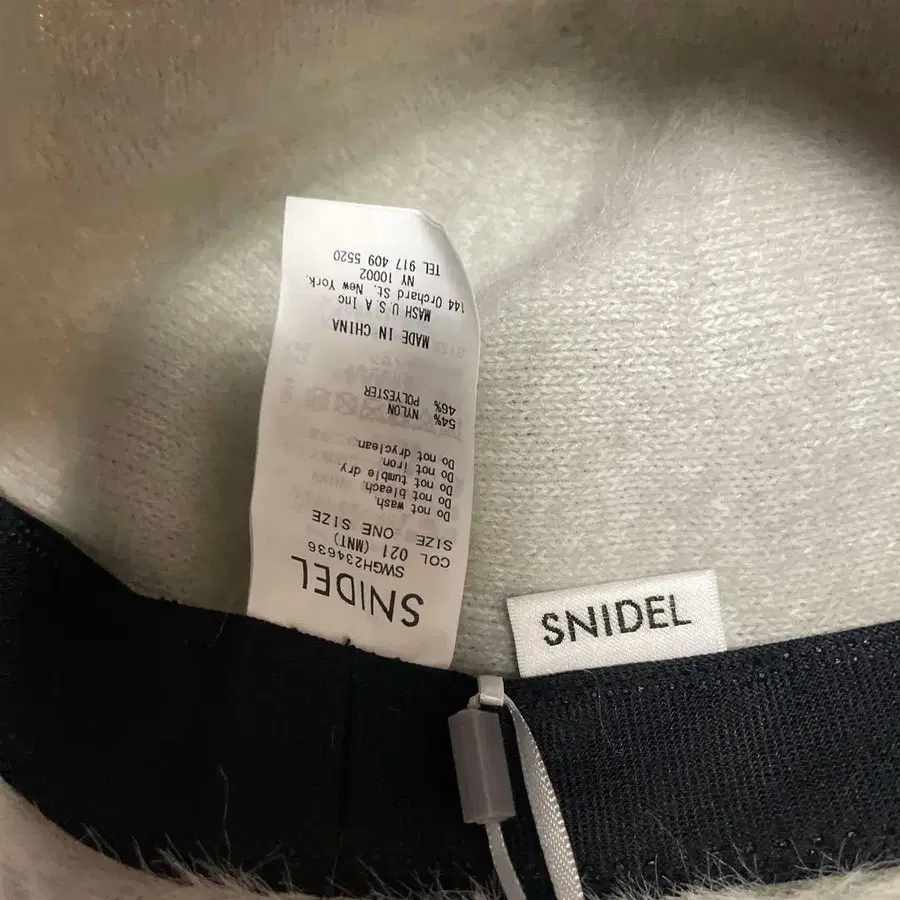 SNIDEL
SWGH234636
COL 021 (MNT)
SIZE ONE SIZE
Do not wash.
Do not bleach.
Do not tumble dry.
Do not iron.
Do not dryclean.
54% NYLON
46% POLYESTER
MADE IN CHINA
MASH U.S.A Inc
144 Orchard St. New York.
NY 10002
TEL 917 409 5520
SNIDEL